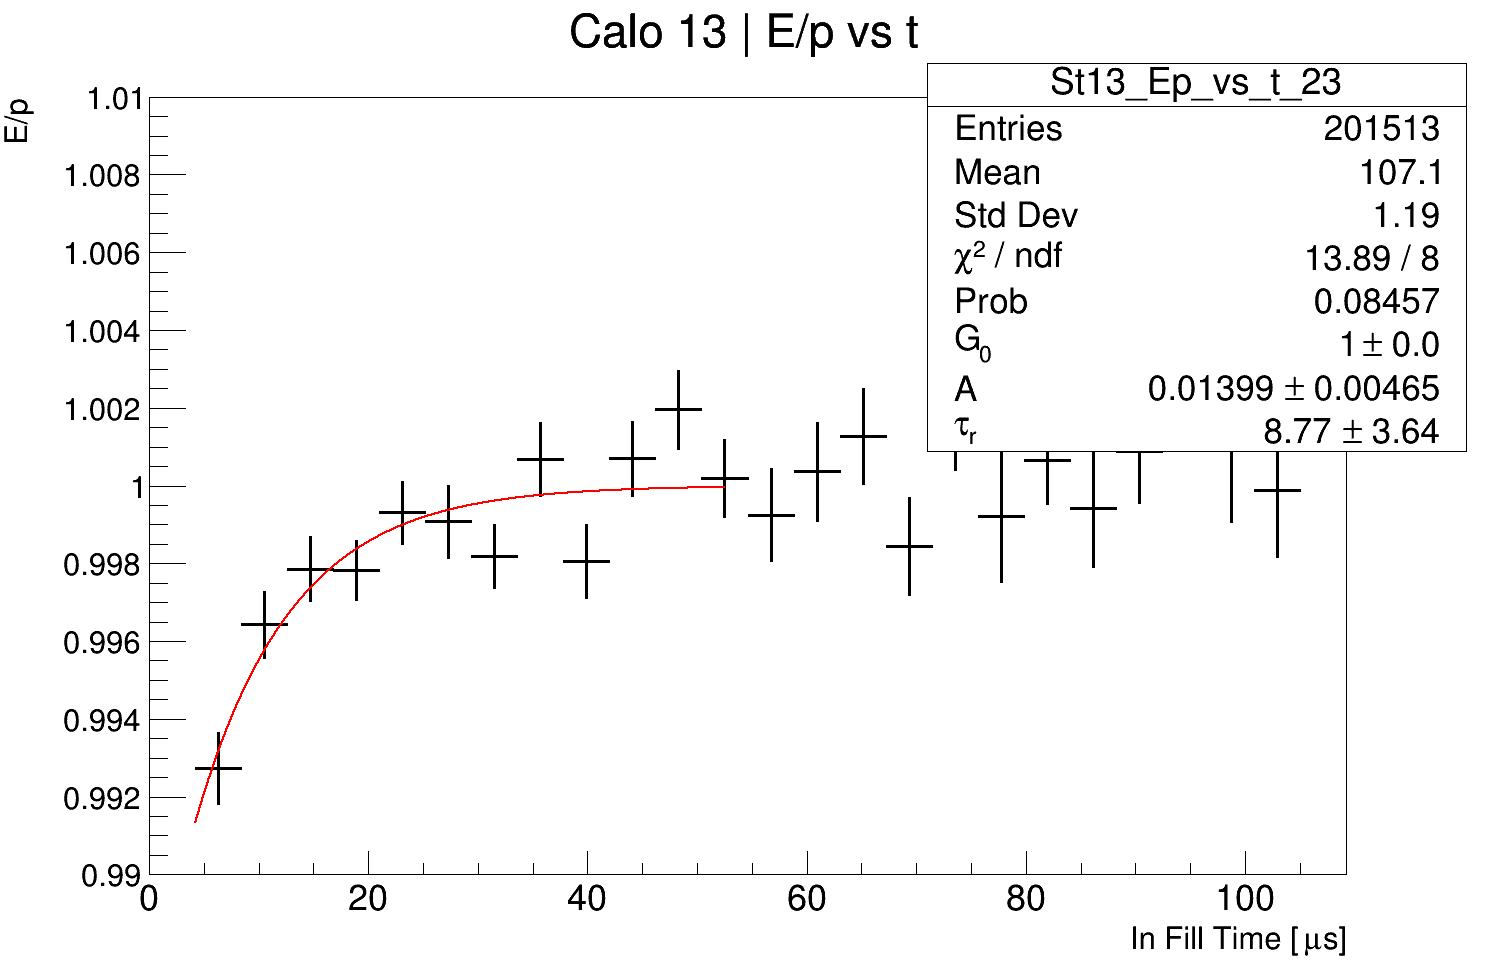 Calo 13 | E/p vs t
E/p
St13_Ep_vs_t_23
Entries 201513
Mean 107.1
Std Dev 1.19
χ² / ndf 13.89 / 8
Prob 0.08457
G₀ 1 ± 0.0
A 0.01399 ± 0.00465
τᵣ 8.77 ± 3.64
1.01
1.008
1.006
1.004
1.002
1
0.998
0.996
0.994
0.992
0.99
0 20 40 60 80 100
In Fill Time [μs]